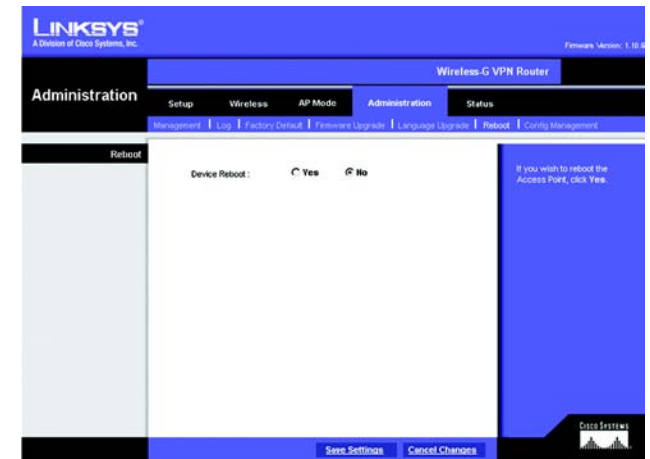 LINKSYS®
A Division of Cisco Systems, Inc.
Firmware Version: 1.10.9
Wireless-G VPN Router
Administration
Setup Wireless AP Mode Administration Status
Management Log Factory Default Firmware Upgrade Language Upgrade Reboot Config Management
Reboot
Device Reboot : Yes No
If you wish to reboot the
Access Point, click Yes.
Save Settings Cancel Changes
CISCO SYSTEMS